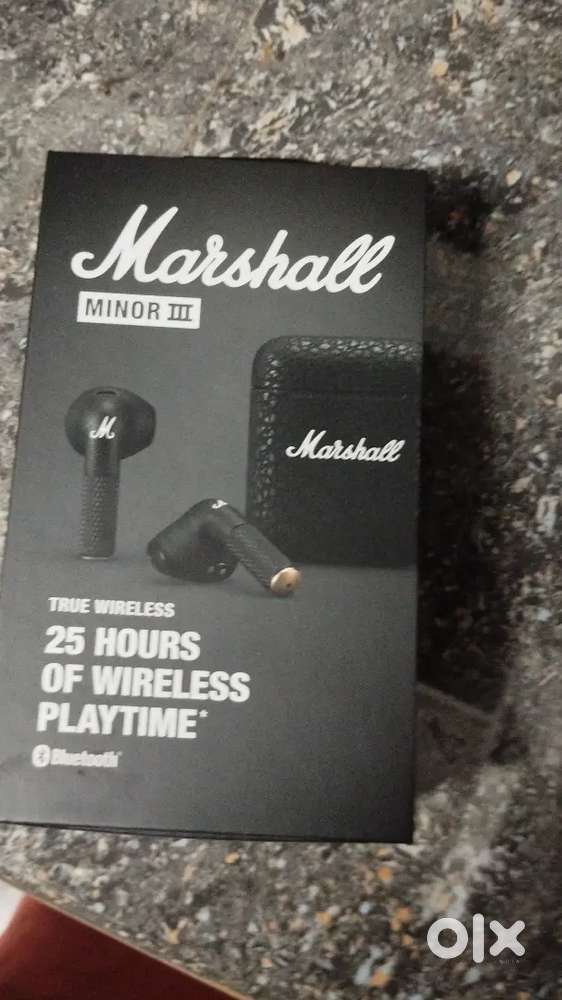 Marshall
MINOR III
M
Marshall
TRUE WIRELESS
25 HOURS
OF WIRELESS
PLAYTIME*
Bluetooth®
olx